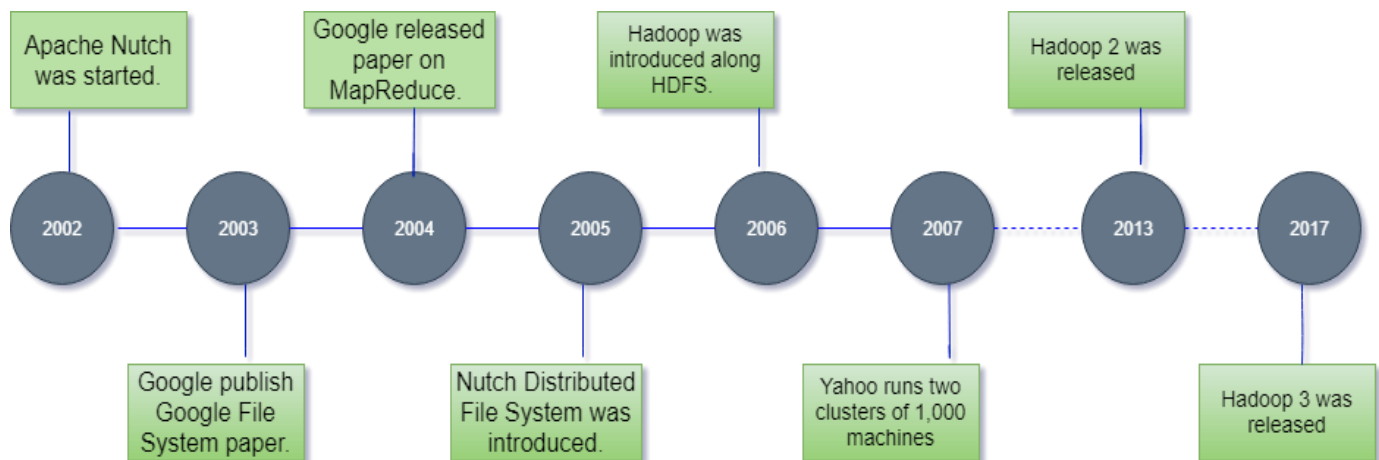 Apache Nutch
was started.
Google released
paper on
MapReduce.
Hadoop was
introduced along
HDFS.
Hadoop 2 was
released
2002
2003
2004
2005
2006
2007
2013
2017
Google publish
Google File
System paper.
Nutch Distributed
File System was
introduced.
Yahoo runs two
clusters of 1,000
machines
Hadoop 3 was
released